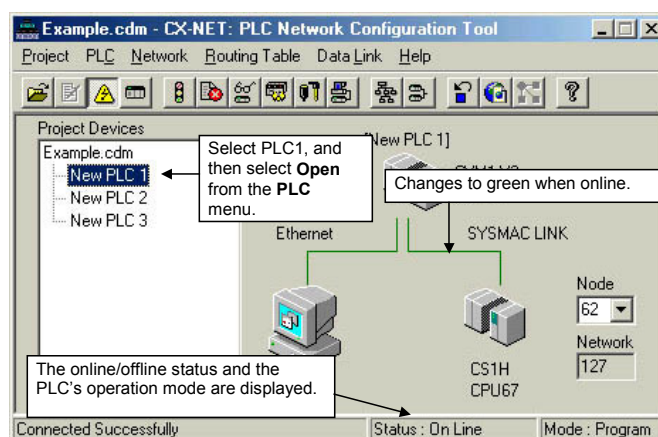 Example.cdm - CX-NET: PLC Network Configuration Tool
Project PLC Network Routing Table Data Link Help
Project Devices
Example.cdm
New PLC 1
New PLC 2
New PLC 3
Select PLC1, and
then select Open
from the PLC
menu.
New PLC 1]
Changes to green when online.
Ethernet
SYSMAC LINK
Node
62
Network
127
CS1H
CPU67
The online/offline status and the
PLC's operation mode are displayed.
Connected Successfully
Status : On Line
Mode : Program